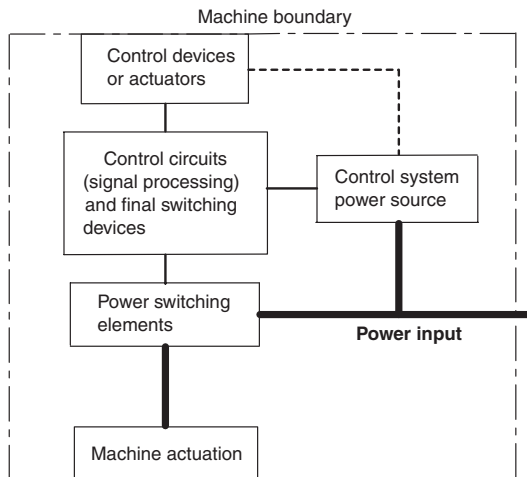 Machine boundary
Control devices
or actuators
Control circuits
(signal processing)
and final switching
devices
Control system
power source
Power switching
elements
Power input
Machine actuation